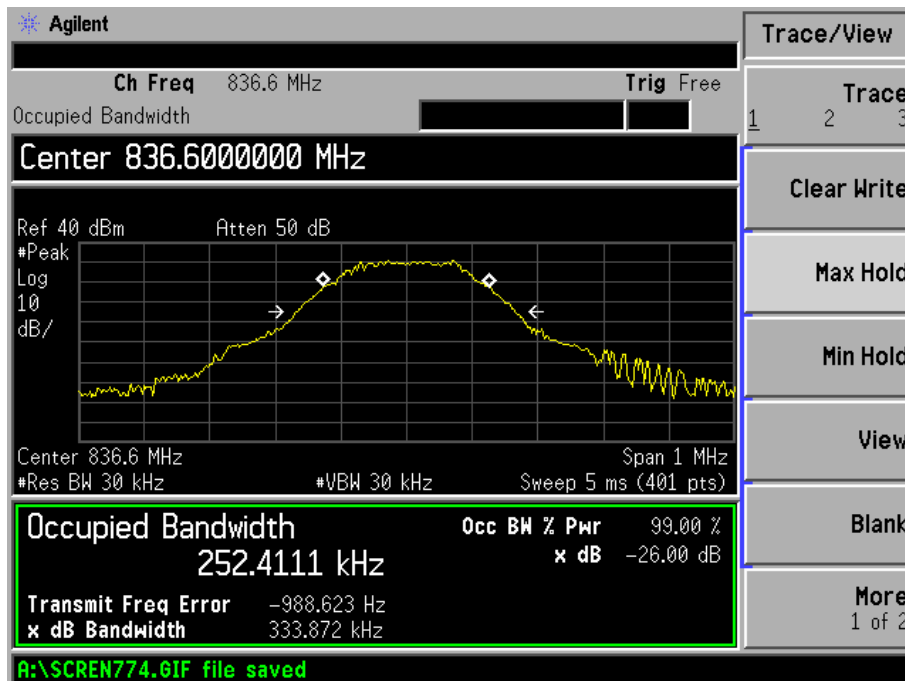 Agilent
Trace/View
Ch Freq 836.6 MHz Trig Free
Occupied Bandwidth
Trace
1 2 3
Center 836.6000000 MHz
Clear Write
Ref 40 dBm Atten 50 dB
#Peak
Log
10
dB/
Max Hold
Min Hold
View
Center 836.6 MHz Span 1 MHz
#Res BW 30 kHz #VBW 30 kHz Sweep 5 ms (401 pts)
Occupied Bandwidth Occ BW % Pwr 99.00 %
252.4111 kHz x dB -26.00 dB
Blank
Transmit Freq Error -988.623 Hz
x dB Bandwidth 333.872 kHz
More
1 of 2
A:\SCREN774.GIF file saved